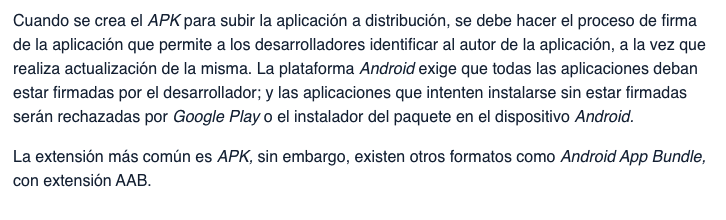 Cuando se crea el APK para subir la aplicación a distribución, se debe hacer el proceso de firma
de la aplicación que permite a los desarrolladores identificar al autor de la aplicación, a la vez que
realiza actualización de la misma. La plataforma Android exige que todas las aplicaciones deban
estar firmadas por el desarrollador; y las aplicaciones que intenten instalarse sin estar firmadas
serán rechazadas por Google Play o el instalador del paquete en el dispositivo Android.
La extensión más común es APK, sin embargo, existen otros formatos como Android App Bundle,
con extensión AAB.